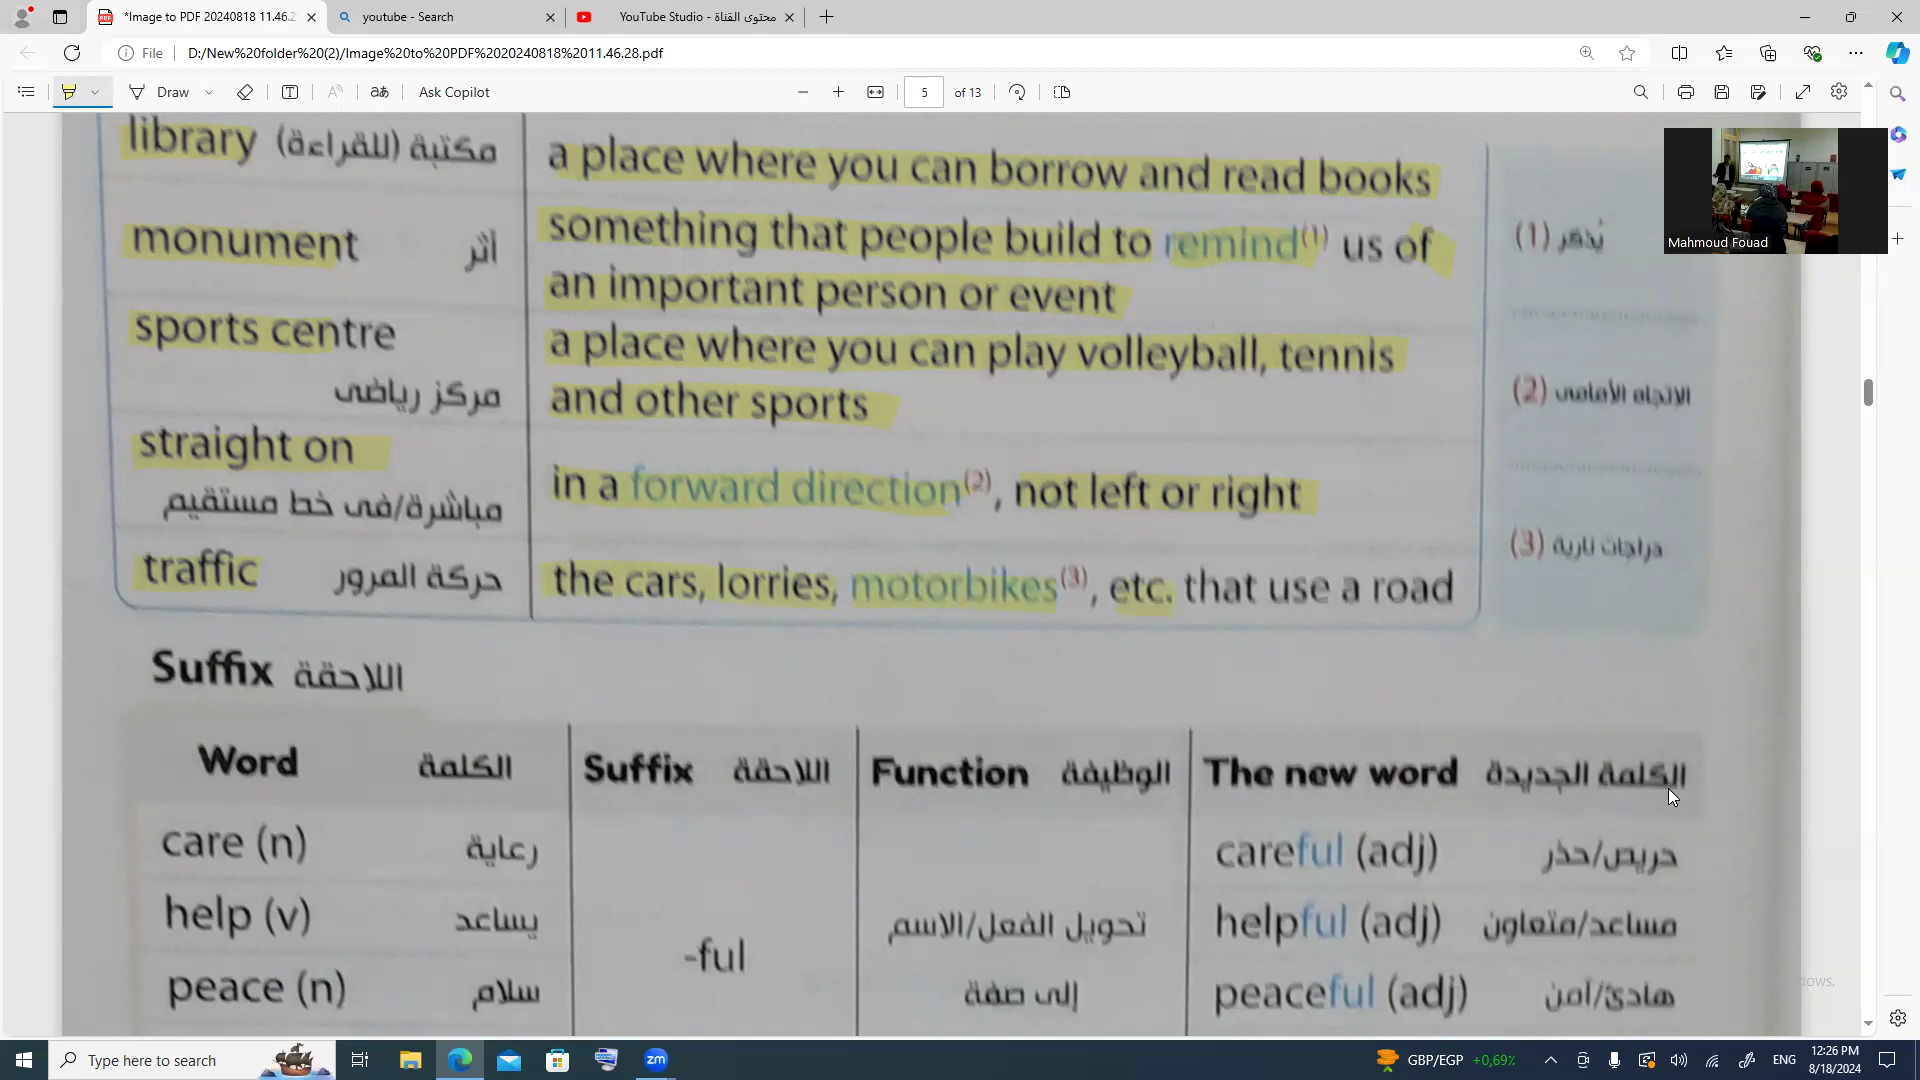 *Image to PDF 20240818 11.46.2
youtube - Search
YouTube Studio - محتوى القناة
File
D:/New%20folder%20(2)/Image%20to%20PDF%2020240818%2011.46.28.pdf
Draw
Ask Copilot
5 of 13
library مكتبة (للقراءة) a place where you can borrow and read books
monument أثر something that people build to remind(1) us of
an important person or event
(1) يُذكر
Mahmoud Fouad
sports centre a place where you can play volleyball, tennis
مركز رياضى and other sports
(2) الاتجاه الأمامى
straight on
مباشرة/فى خط مستقيم in a forward direction(2), not left or right
(3) دراجات نارية
traffic حركة المرور the cars, lorries, motorbikes(3), etc. that use a road
Suffix اللاحقة
Word الكلمة Suffix اللاحقة Function الوظيفة The new word الكلمة الجديدة
care (n) رعاية careful (adj) حريص/حذر
help (v) يساعد -ful تحويل الفعل/الاسم helpful (adj) مساعد/متعاون
peace (n) سلام إلى صفة peaceful (adj) هادئ/آمن
Type here to search
GBP/EGP +0,69%
ENG
12:26 PM
8/18/2024